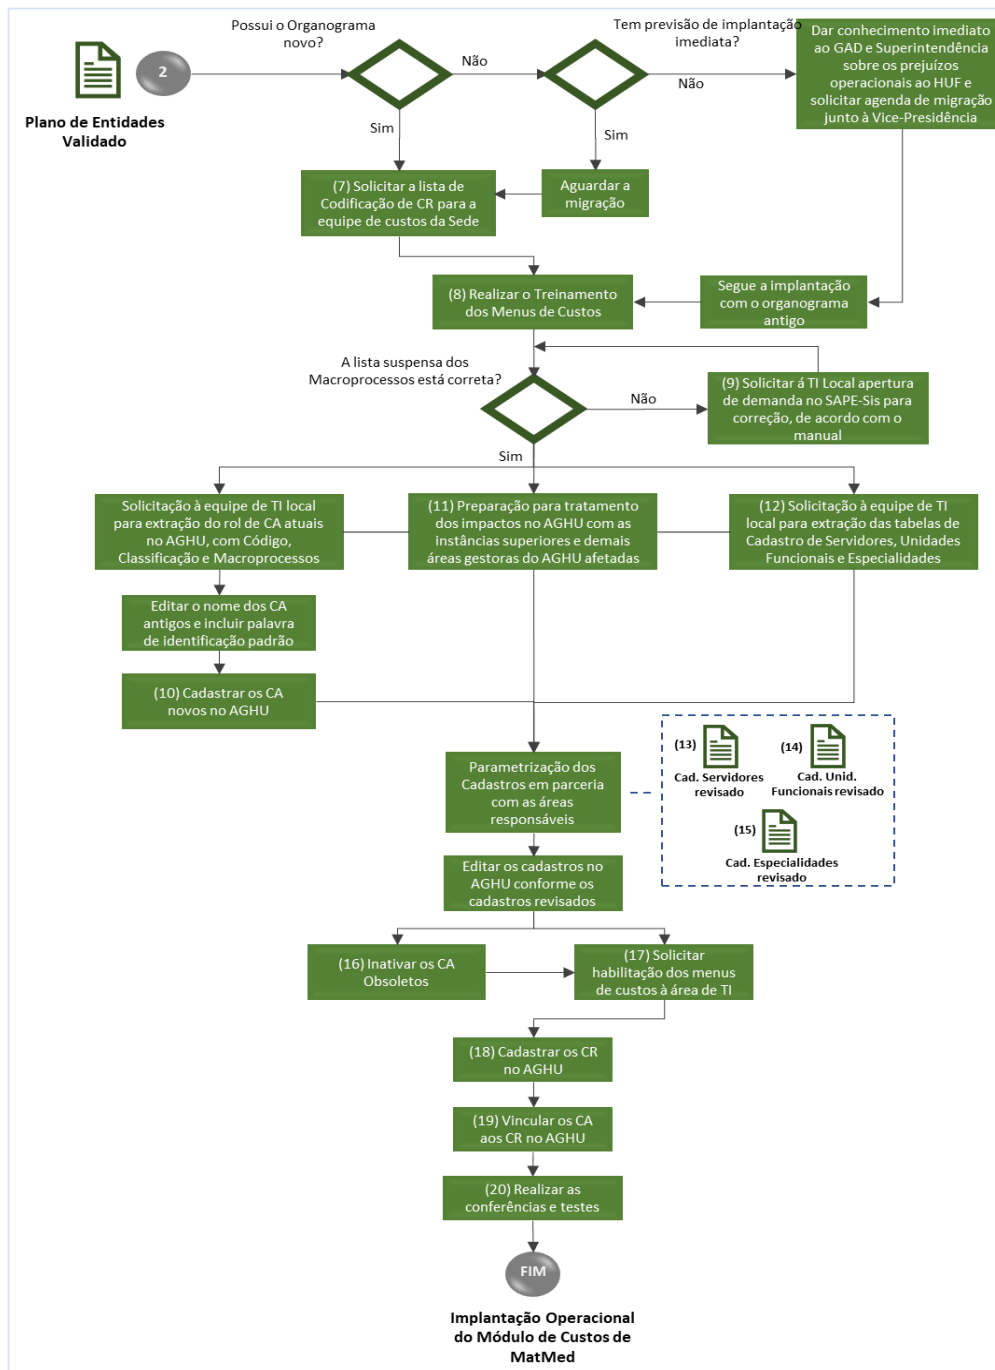 Possui o Organograma
novo?
Tem previsão de implantação
imediata?
Dar conhecimento imediato
ao GAD e Superintendência
sobre os prejuízos
operacionais ao HUF e
solicitar agenda de migração
junto à Vice-Presidência
2
Não
Não
Plano de Entidades
Validado
Sim
Sim
(7) Solicitar a lista de
Codificação de CR para a
equipe de custos da Sede
Aguardar a
migração
(8) Realizar o Treinamento
dos Menus de Custos
Segue a implantação
com o organograma
antigo
A lista suspensa dos
Macroprocessos está correta?
Não
(9) Solicitar á TI Local apertura
de demanda no SAPE-Sis para
correção, de acordo com o
manual
Sim
Solicitação à equipe de TI local
para extração do rol de CA atuais
no AGHU, com Código,
Classificação e Macroprocessos
(11) Preparação para tratamento
dos impactos no AGHU com as
instâncias superiores e demais
áreas gestoras do AGHU afetadas
(12) Solicitação à equipe de TI
local para extração das tabelas de
Cadastro de Servidores, Unidades
Funcionais e Especialidades
Editar o nome dos CA
antigos e incluir palavra
de identificação padrão
(10) Cadastrar os CA
novos no AGHU
Parametrização dos
Cadastros em parceria
com as áreas
responsáveis
(13)
Cad. Servidores
revisado
(14)
Cad. Unid.
Funcionais revisado
(15)
Cad. Especialidades
revisado
Editar os cadastros no
AGHU conforme os
cadastros revisados
(16) Inativar os CA
Obsoletos
(17) Solicitar
habilitação dos menus
de custos à área de TI
(18) Cadastrar os CR
no AGHU
(19) Vincular os CA
aos CR no AGHU
(20) Realizar as
conferências e testes
FIM
Implantação Operacional
do Módulo de Custos de
MatMed